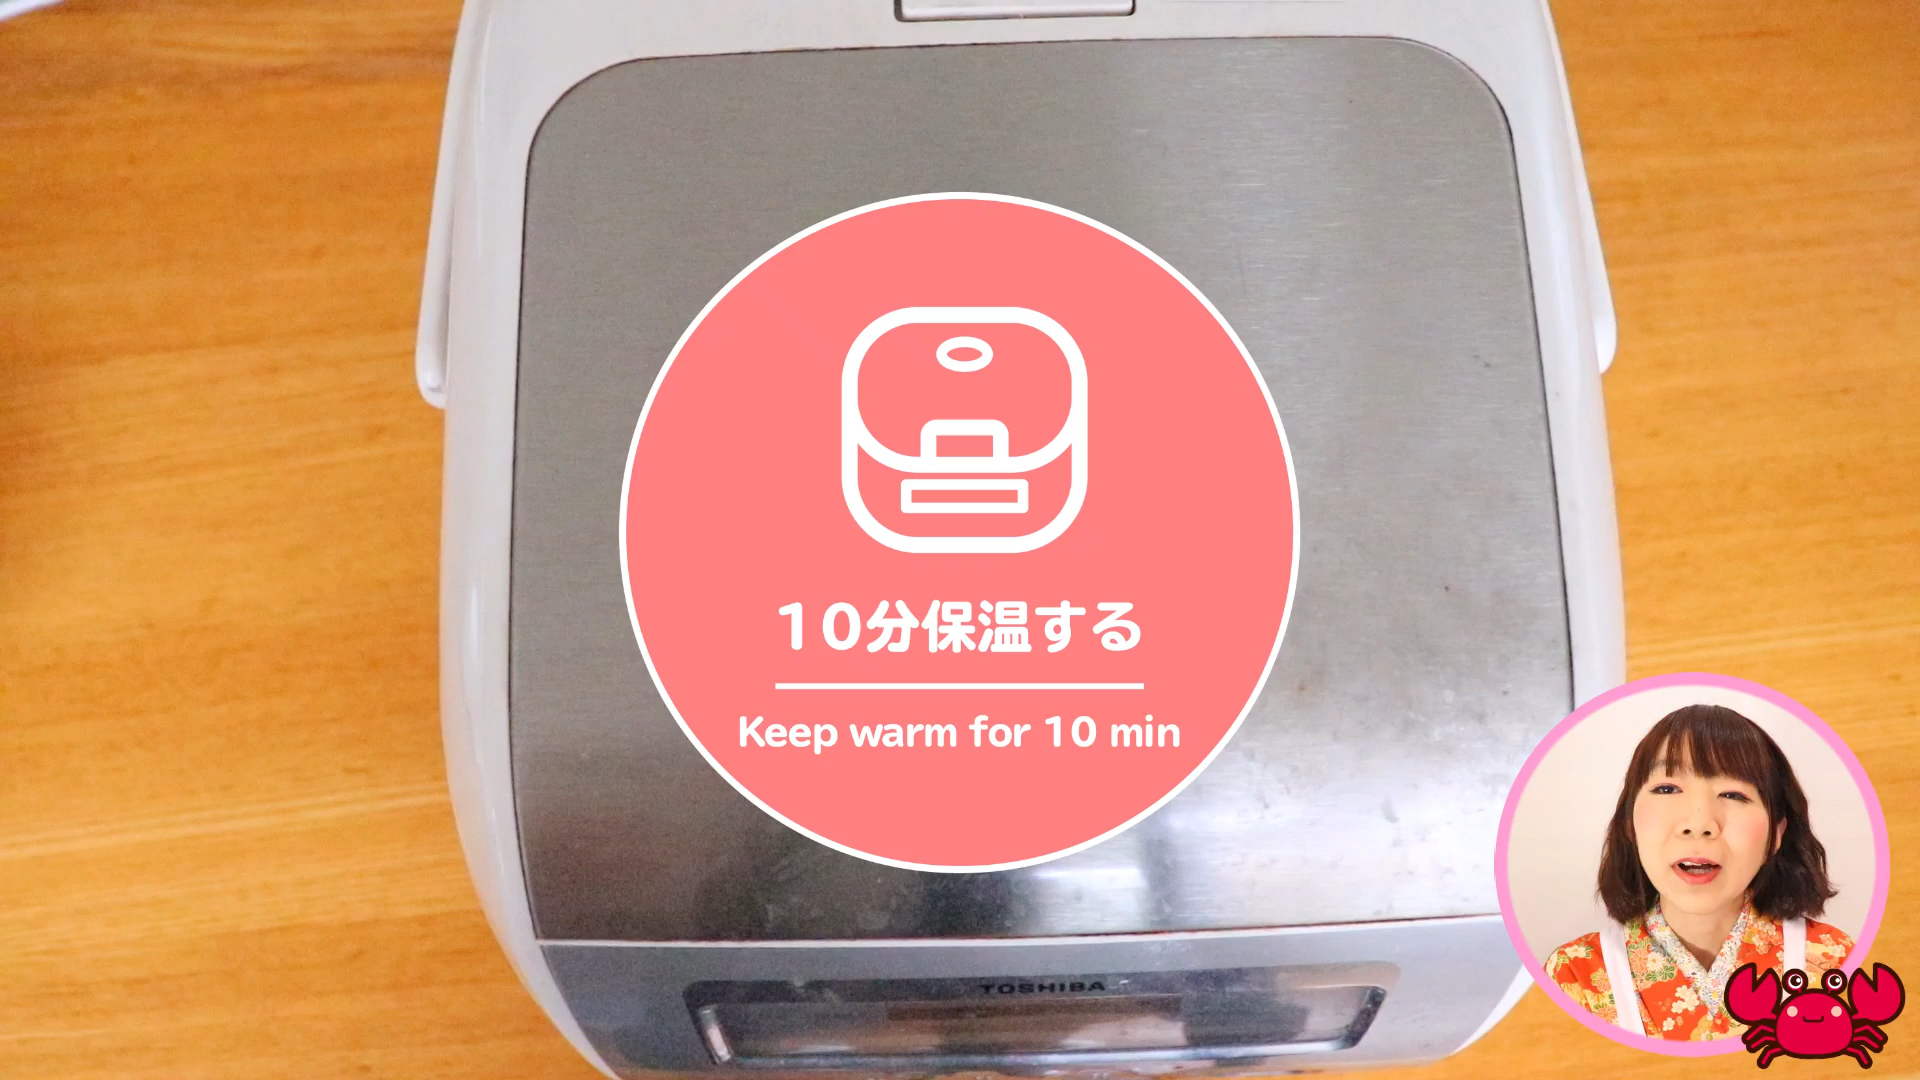 10分保温する
Keep warm for 10 min
TOSHIBA